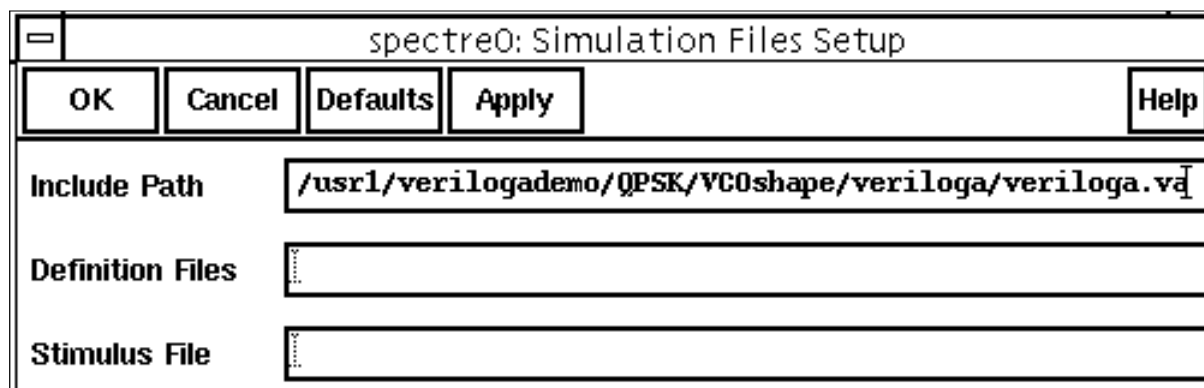 spectre0: Simulation Files Setup
OK Cancel Defaults Apply Help
Include Path /usr1/verilogademo/QPSK/VCOshape/veriloga/veriloga.va
Definition Files
Stimulus File